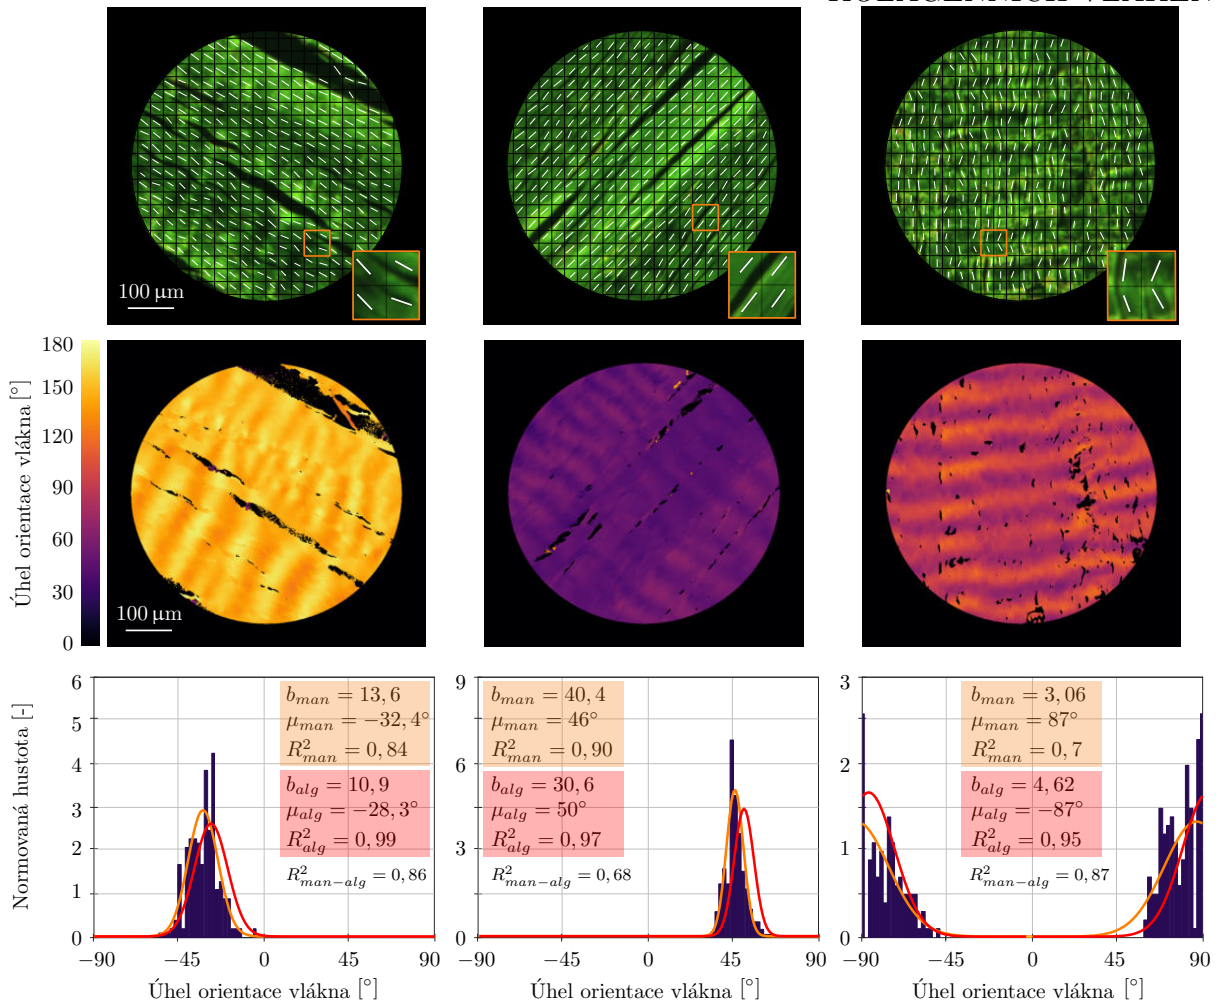 100 µm
180
150
120
90
60
30
0
Úhel orientace vlákna [°]
100 µm
6
5
4
3
2
1
0
Normovaná hustota [-]
b_man = 13,6
μ_man = −32,4°
R²_man = 0,84
b_alg = 10,9
μ_alg = −28,3°
R²_alg = 0,99
R²_man−alg = 0,86
−90
−45
0
45
90
Úhel orientace vlákna [°]
9
6
3
0
b_man = 40,4
μ_man = 46°
R²_man = 0,90
b_alg = 30,6
μ_alg = 50°
R²_alg = 0,97
R²_man−alg = 0,68
−90
−45
0
45
90
Úhel orientace vlákna [°]
3
2
1
0
b_man = 3,06
μ_man = 87°
R²_man = 0,7
b_alg = 4,62
μ_alg = −87°
R²_alg = 0,95
R²_man−alg = 0,87
−90
−45
0
45
90
Úhel orientace vlákna [°]